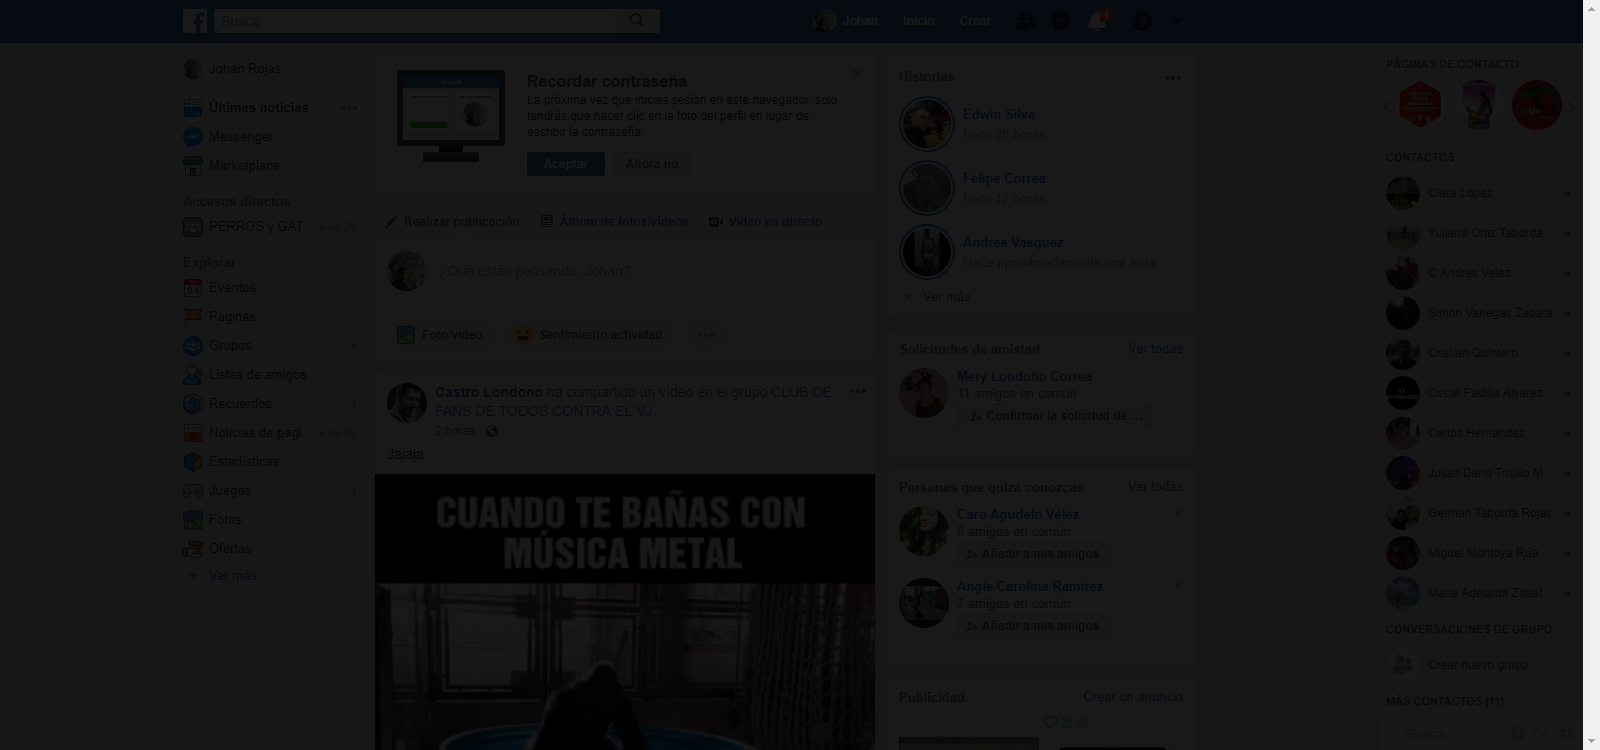 Busca
Johan
Inicio
Crear
4
Johan Rojas
Últimas noticias
Messenger
Marketplace
Accesos directos
PERROS y GAT...
Explorar
24
Eventos
Páginas
Grupos
Listas de amigos
Recuerdos
Noticias de pági...
Estadísticas
Juegos
Fotos
Ofertas
Ver más...
Recordar contraseña
La próxima vez que inicies sesión en este navegador, solo
tendrás que hacer clic en la foto del perfil en lugar de
escribir la contraseña.
Aceptar
Ahora no
Realizar publicación
Álbum de fotos/vídeos
Vídeo en directo
¿Qué estás pensando, Johan?
Foto/vídeo
Sentimiento/actividad
Castro Londono ha compartido un vídeo en el grupo CLUB DE
FANS DE TODOS CONTRA EL VJ.
2 horas ·
Jajaja
CUANDO TE BAÑAS CON
MÚSICA METAL
Historias
Edwin Silva
hace 20 horas
Felipe Correa
hace 17 horas
Andres Vasquez
Hace aproximadamente una hora
Ver más
Solicitudes de amistad
Ver todas
Mery Londoño Correa
11 amigos en común
Confirmar la solicitud de ...
Personas que quizá conozcas
Ver todas
Caro Agudelo Vélez
8 amigos en común
Añadir a mis amigos
Angie Carolina Ramirez
7 amigos en común
Añadir a mis amigos
Publicidad
Crear un anuncio
PÁGINAS DE CONTACTO
CONTACTOS
Clara Lopez
Yuliana Ortiz Taborda
C Andres Velez
Simon Vanegas Zapata
Cristian Quintero
Oscar Padilla Alvarez
Carlos Hernandez
Julián Darío Trujillo M...
German Taborda Rojas
Miguel Montoya Rúa
Maria Adelaida Zapat...
CONVERSACIONES DE GRUPO
Crear nuevo grupo
MÁS CONTACTOS (11)
Busca